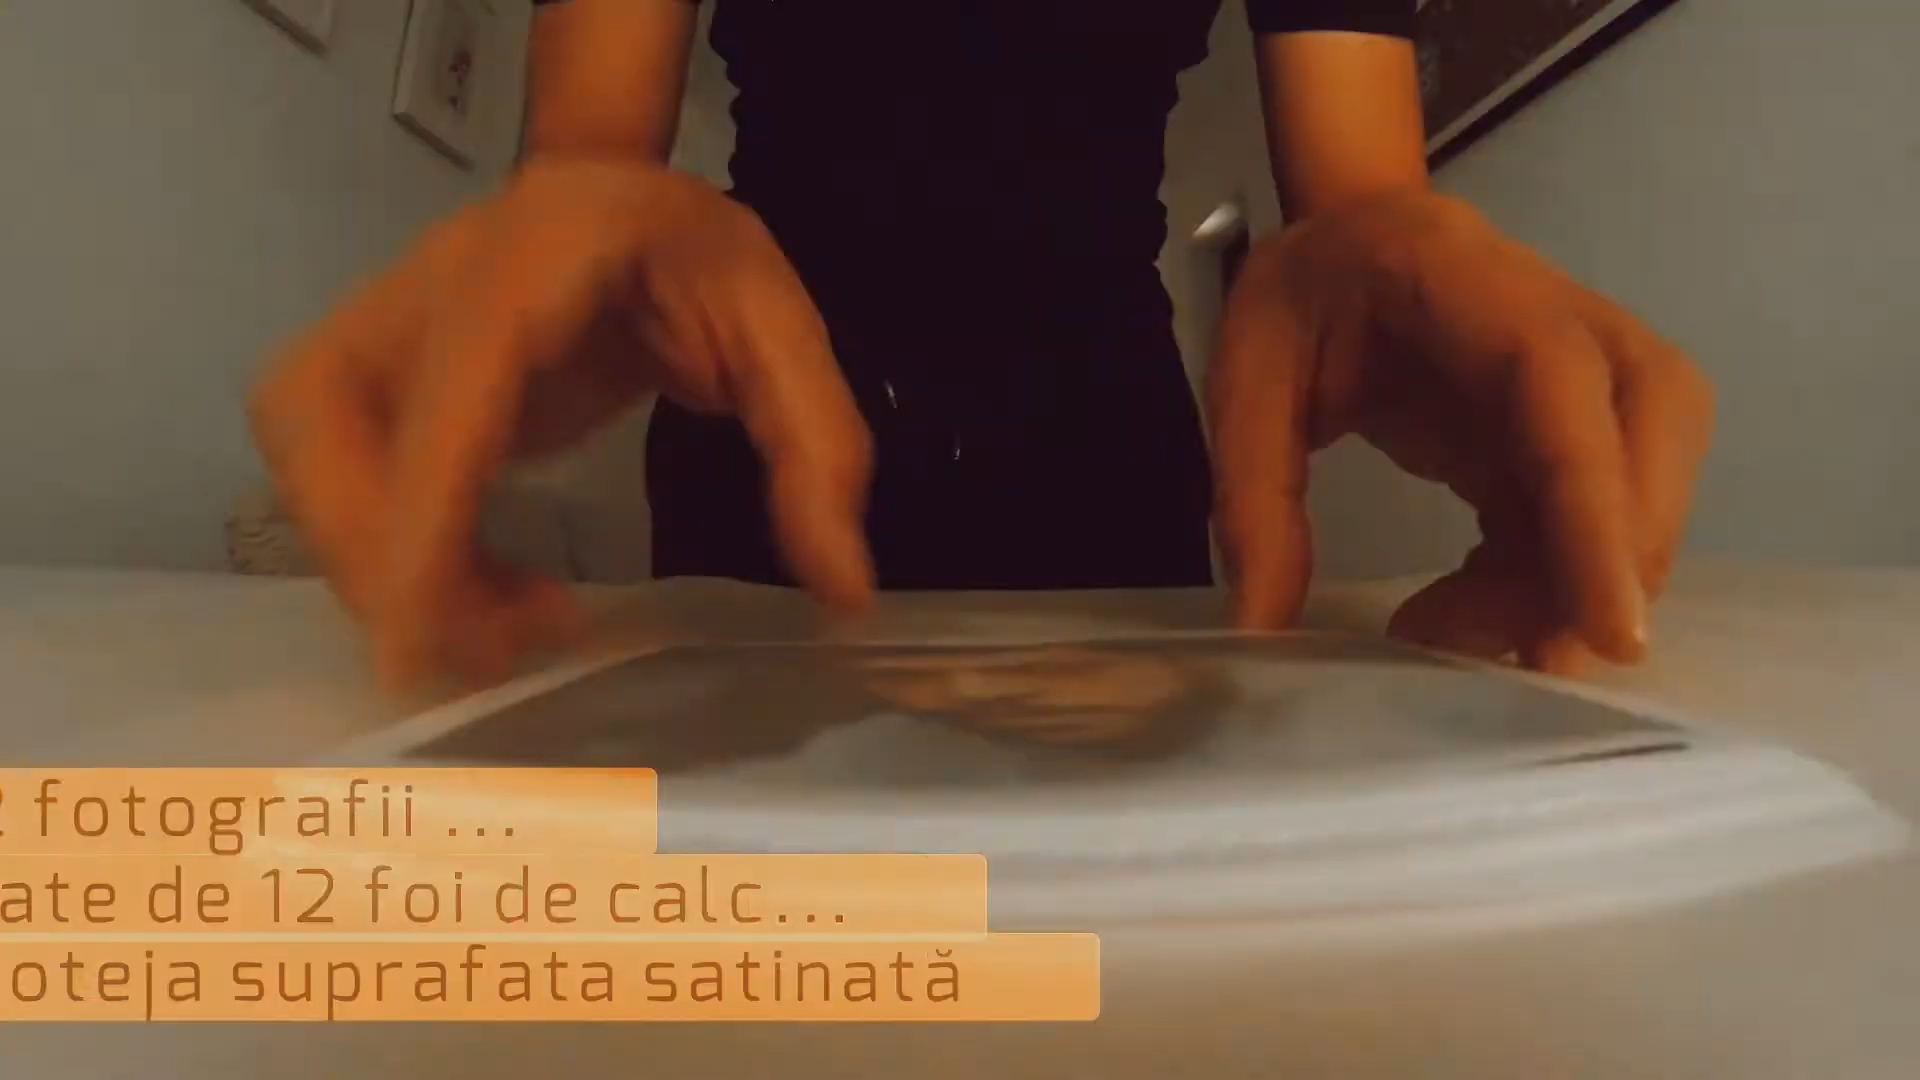 fotografii ...
ate de 12 foi de calc...
oteja suprafata satinată